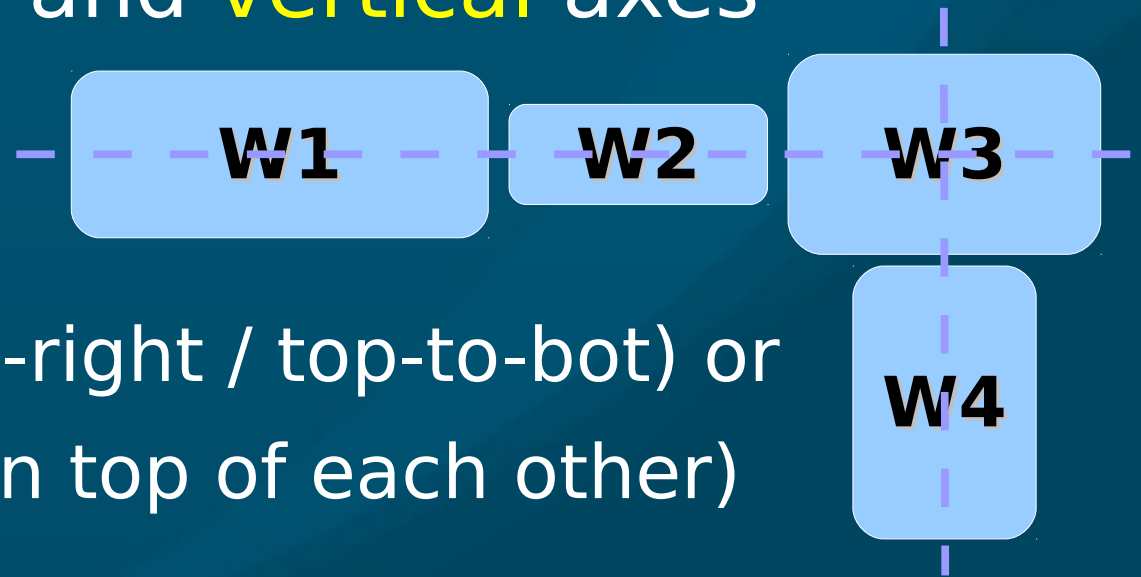 and vertical axes
W1 W2 W3
-right / top-to-bot) or
W4
n top of each other)